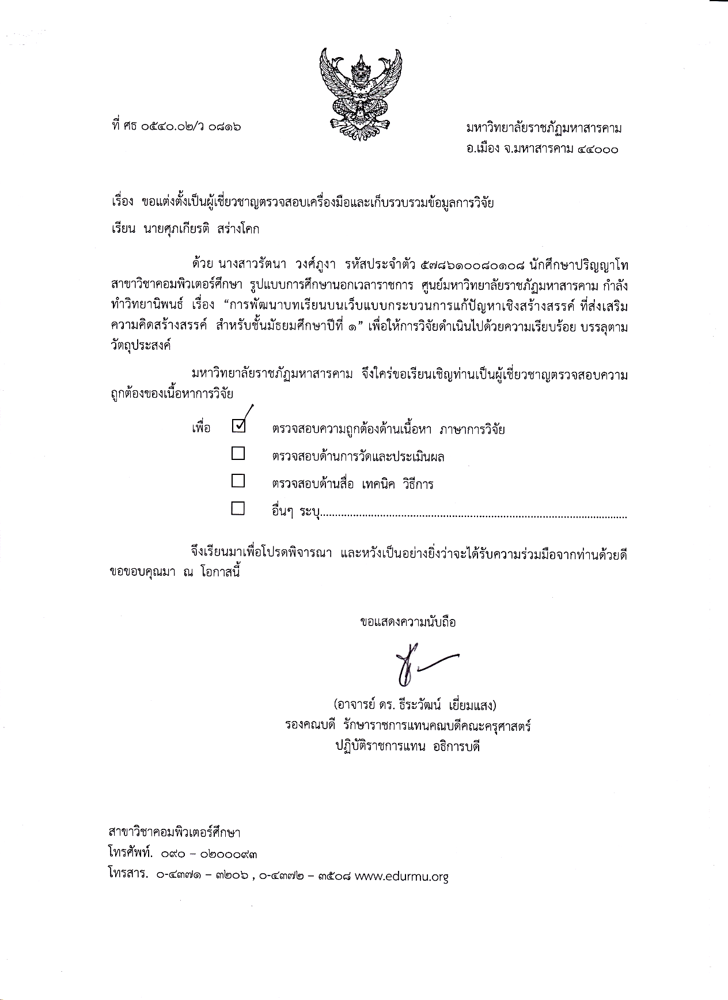 ที่ ศธ ๐๕๔๐.๐๒/ว ๐๘๑๖
มหาวิทยาลัยราชภัฏมหาสารคาม
อ.เมือง จ.มหาสารคาม ๔๔๐๐๐
เรื่อง ขอแต่งตั้งเป็นผู้เชี่ยวชาญตรวจสอบเครื่องมือและเก็บรวบรวมข้อมูลการวิจัย
เรียน นายศุภเกียรติ สร่างโคก
ด้วย นางสาวรัตนา วงศ์ภูงา รหัสประจำตัว ๕๗๘๖๑๐๐๘๐๑๐๘ นักศึกษาปริญญาโท
สาขาวิชาคอมพิวเตอร์ศึกษา รูปแบบการศึกษานอกเวลาราชการ ศูนย์มหาวิทยาลัยราชภัฏมหาสารคาม กำลัง
ทำวิทยานิพนธ์ เรื่อง “การพัฒนาบทเรียนบนเว็บแบบกระบวนการแก้ปัญหาเชิงสร้างสรรค์ ที่ส่งเสริม
ความคิดสร้างสรรค์ สำหรับชั้นมัธยมศึกษาปีที่ ๑” เพื่อให้การวิจัยดำเนินไปด้วยความเรียบร้อย บรรลุตาม
วัตถุประสงค์
มหาวิทยาลัยราชภัฏมหาสารคาม จึงใคร่ขอเรียนเชิญท่านเป็นผู้เชี่ยวชาญตรวจสอบความ
ถูกต้องของเนื้อหาการวิจัย
เพื่อ ☑ ตรวจสอบความถูกต้องด้านเนื้อหา ภาษาการวิจัย
☐ ตรวจสอบด้านการวัดและประเมินผล
☐ ตรวจสอบด้านสื่อ เทคนิค วิธีการ
☐ อื่นๆ ระบุ........................................................................................................
จึงเรียนมาเพื่อโปรดพิจารณา และหวังเป็นอย่างยิ่งว่าจะได้รับความร่วมมือจากท่านด้วยดี
ขอขอบคุณมา ณ โอกาสนี้
ขอแสดงความนับถือ
(อาจารย์ ดร. ธีระวัฒน์ เยี่ยมแสง)
รองคณบดี รักษาราชการแทนคณบดีคณะครุศาสตร์
ปฏิบัติราชการแทน อธิการบดี
สาขาวิชาคอมพิวเตอร์ศึกษา
โทรศัพท์. ๐๙๐ – ๐๒๐๐๐๙๓
โทรสาร. ๐-๔๓๗๑ – ๓๒๐๖ , ๐-๔๓๗๒ – ๓๕๐๘ www.edurmu.org